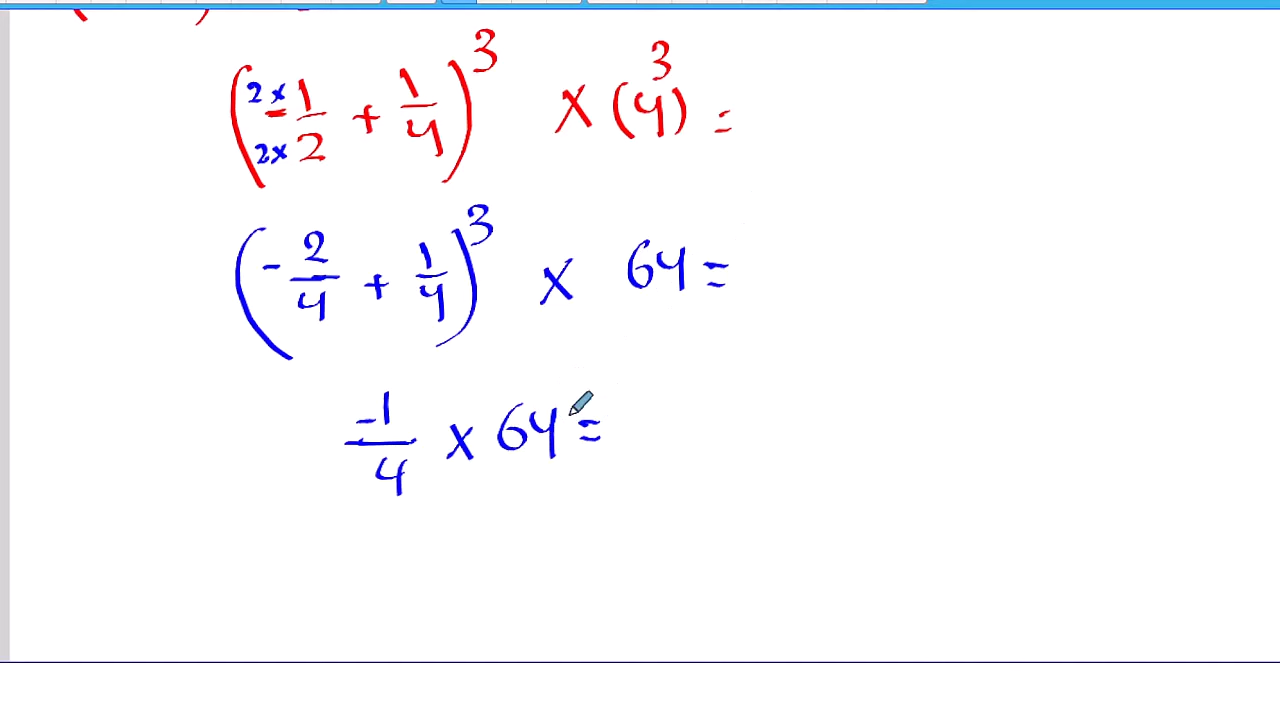 (2x -1/2x 2 + 1/4)³ x (4)³ =
(-2/4 + 1/4)³ x 64 =
-1/4 x 64 =